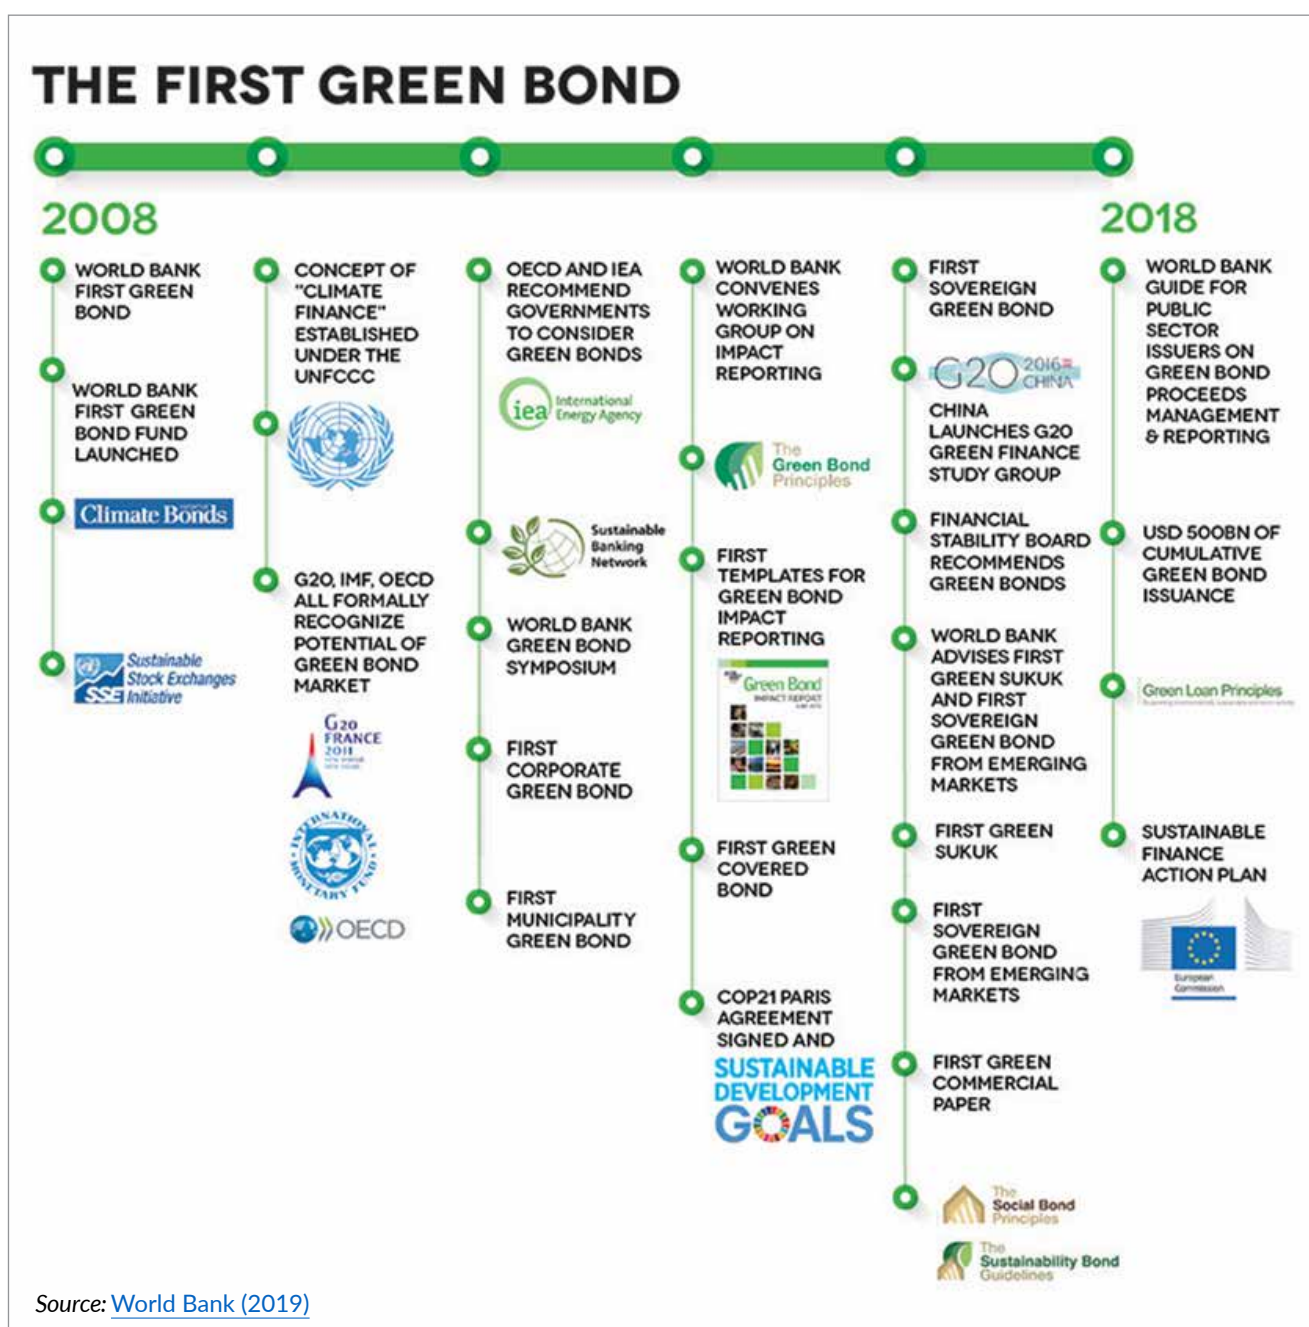 THE FIRST GREEN BOND
2008
2018
WORLD BANK
FIRST GREEN
BOND
WORLD BANK
FIRST GREEN
BOND FUND
LAUNCHED
Climate Bonds
Sustainable
Stock Exchanges
SSE Initiative
CONCEPT OF
"CLIMATE
FINANCE"
ESTABLISHED
UNDER THE
UNFCCC
G20, IMF, OECD
ALL FORMALLY
RECOGNIZE
POTENTIAL OF
GREEN BOND
MARKET
G20
FRANCE
2011
INTERNATIONAL
MONETARY FUND
OECD
OECD AND IEA
RECOMMEND
GOVERNMENTS
TO CONSIDER
GREEN BONDS
iea
International
Energy Agency
Sustainable
Banking
Network
WORLD BANK
GREEN BOND
SYMPOSIUM
FIRST
CORPORATE
GREEN BOND
FIRST
MUNICIPALITY
GREEN BOND
WORLD BANK
CONVENES
WORKING
GROUP ON
IMPACT
REPORTING
The
Green Bond
Principles
FIRST
TEMPLATES FOR
GREEN BOND
IMPACT
REPORTING
Green Bond
IMPACT REPORT
FIRST GREEN
COVERED
BOND
COP21 PARIS
AGREEMENT
SIGNED AND
SUSTAINABLE
DEVELOPMENT
GOALS
FIRST
SOVEREIGN
GREEN BOND
G20 2016
CHINA
CHINA
LAUNCHES G20
GREEN FINANCE
STUDY GROUP
FINANCIAL
STABILITY BOARD
RECOMMENDS
GREEN BONDS
WORLD BANK
ADVISES FIRST
GREEN SUKUK
AND FIRST
SOVEREIGN
GREEN BOND
FROM EMERGING
MARKETS
FIRST GREEN
SUKUK
FIRST
SOVEREIGN
GREEN BOND
FROM EMERGING
MARKETS
FIRST GREEN
COMMERCIAL
PAPER
The
Social Bond
Principles
The
Sustainability Bond
Guidelines
WORLD BANK
GUIDE FOR
PUBLIC
SECTOR
ISSUERS ON
GREEN BOND
PROCEEDS
MANAGEMENT
& REPORTING
USD 500BN OF
CUMULATIVE
GREEN BOND
ISSUANCE
Green Loan Principles
SUSTAINABLE
FINANCE
ACTION PLAN
European
Commission
Source: World Bank (2019)